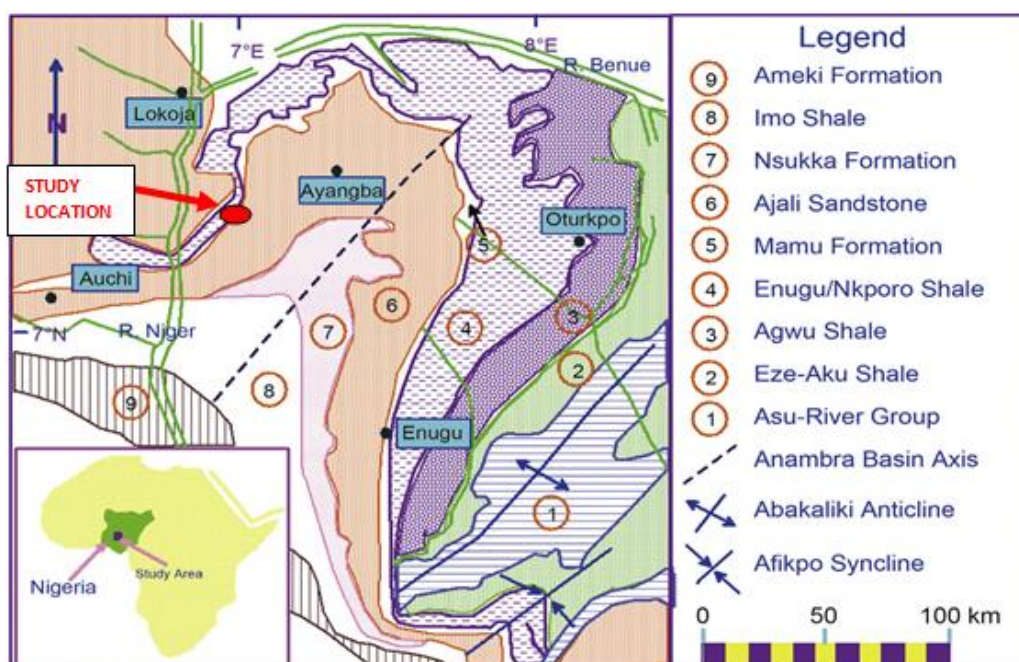 7°E
8°E
R. Benue
N
Lokoja
STUDY
LOCATION
Ayangba
Oturkpo
5
Auchi
6
7°N
R. Niger
7
4
3
8
2
9
Enugu
1
Nigeria
Study Area
Legend
9 Ameki Formation
8 Imo Shale
7 Nsukka Formation
6 Ajali Sandstone
5 Mamu Formation
4 Enugu/Nkporo Shale
3 Agwu Shale
2 Eze-Aku Shale
1 Asu-River Group
Anambra Basin Axis
Abakaliki Anticline
Afikpo Syncline
0 50 100 km